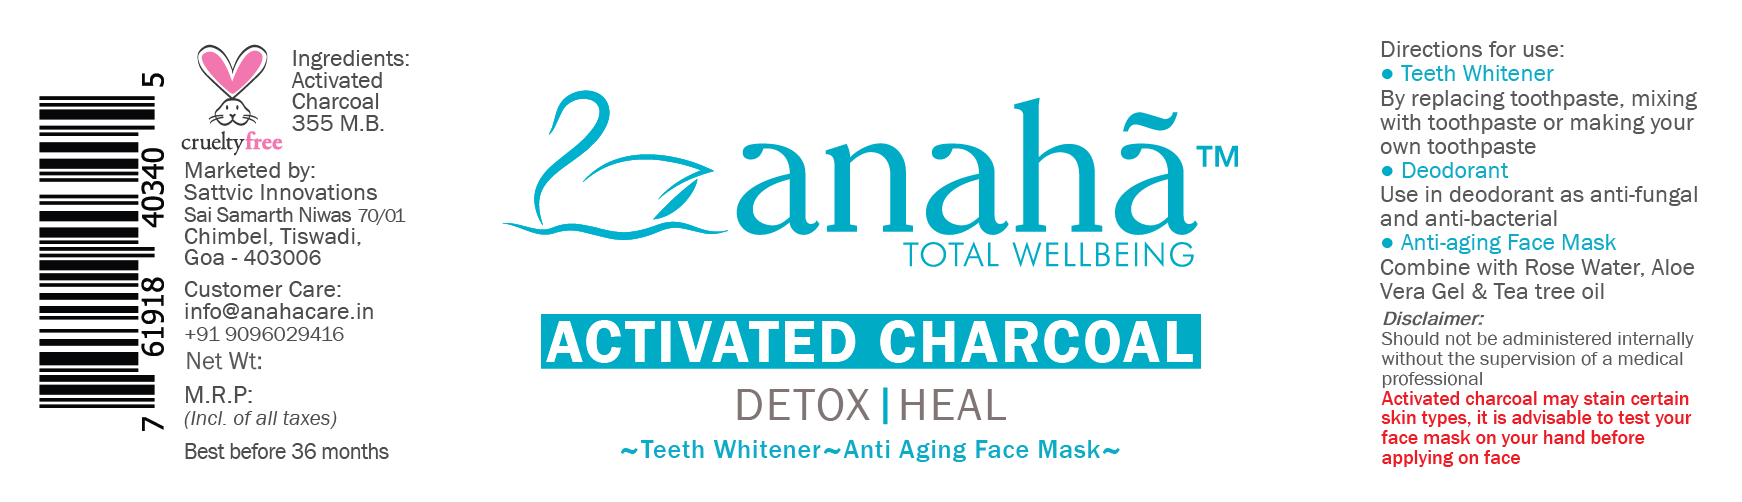 7 61918 40340 5
crueltyfree
Ingredients:
Activated
Charcoal
355 M.B.
Marketed by:
Sattvic Innovations
Sai Samarth Niwas 70/01
Chimbel, Tiswadi,
Goa - 403006
Customer Care:
info@anahacare.in
+91 9096029416
Net Wt:
M.R.P:
(Incl. of all taxes)
Best before 36 months
anahã™
TOTAL WELLBEING
ACTIVATED CHARCOAL
DETOX|HEAL
~Teeth Whitener~Anti Aging Face Mask~
Directions for use:
● Teeth Whitener
By replacing toothpaste, mixing
with toothpaste or making your
own toothpaste
● Deodorant
Use in deodorant as anti-fungal
and anti-bacterial
● Anti-aging Face Mask
Combine with Rose Water, Aloe
Vera Gel & Tea tree oil
Disclaimer:
Should not be administered internally
without the supervision of a medical
professional
Activated charcoal may stain certain
skin types, it is advisable to test your
face mask on your hand before
applying on face